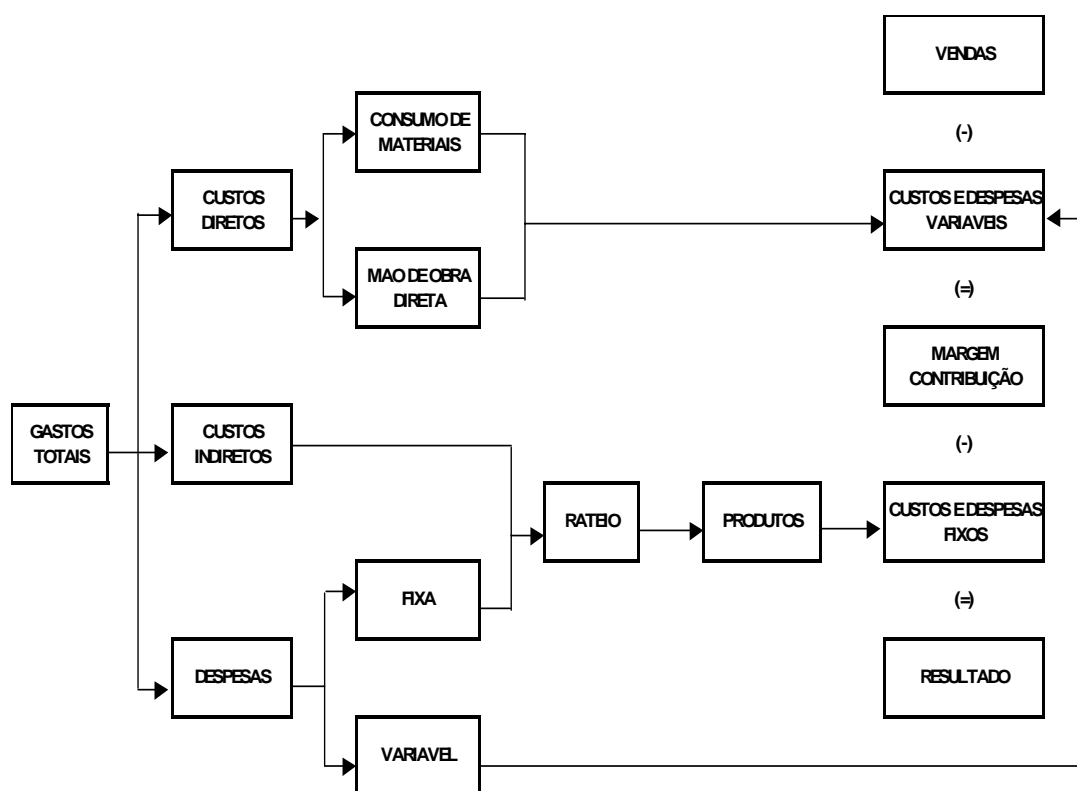 VENDAS
(-)
CONSUMO DE
MATERIAIS
CUSTOS
DIRETOS
CUSTOS E DESPESAS
VARIAVEIS
MAO DE OBRA
DIRETA
(=)
MARGEM
CONTRIBUIÇÃO
GASTOS
TOTAIS
CUSTOS
INDIRETOS
(-)
RATEIO
PRODUTOS
CUSTOS E DESPESAS
FIXOS
FIXA
(=)
DESPESAS
RESULTADO
VARIAVEL